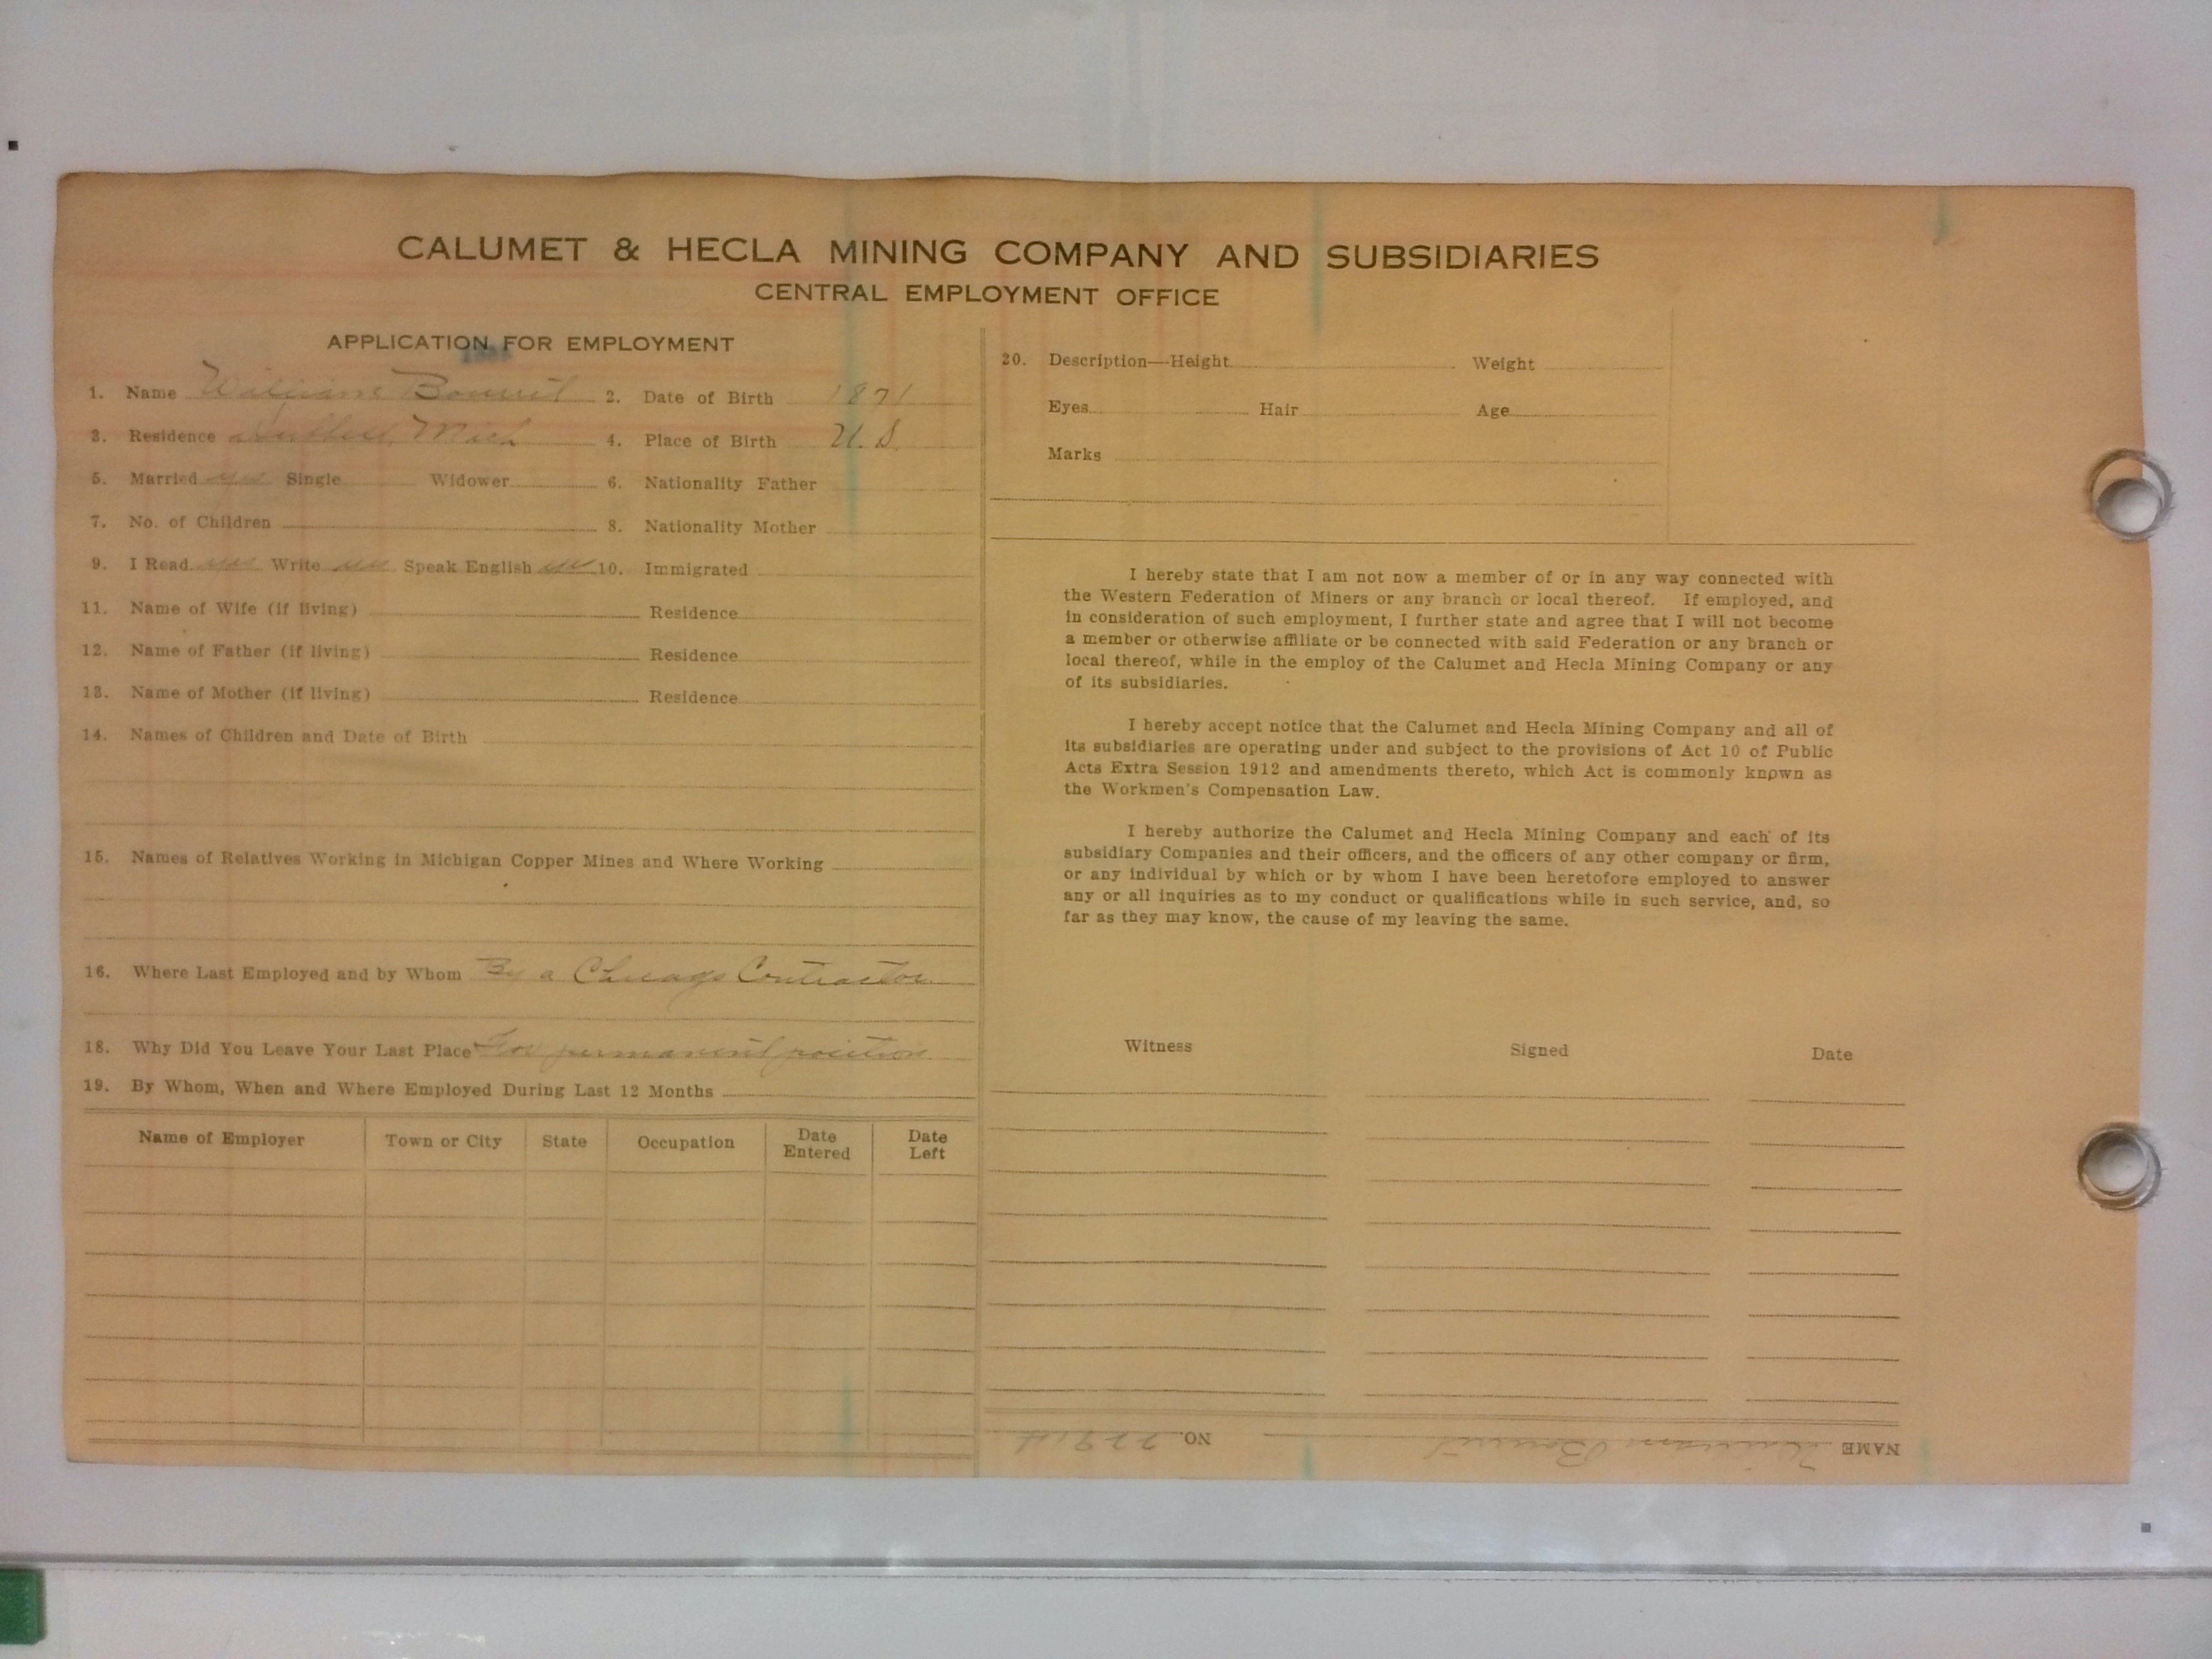 CALUMET & HECLA MINING COMPANY AND SUBSIDIARIES
CENTRAL EMPLOYMENT OFFICE
APPLICATION FOR EMPLOYMENT
1. Name William 2. Date of Birth 1871
3. Residence Mich 4. Place of Birth U.S.
5. Married yes Single Widower 6. Nationality Father
7. No. of Children 8. Nationality Mother
9. I Read yes Write yes Speak English yes 10. Immigrated
11. Name of Wife (if living) Residence
12. Name of Father (if living) Residence
13. Name of Mother (if living) Residence
14. Names of Children and Date of Birth
15. Names of Relatives Working in Michigan Copper Mines and Where Working
16. Where Last Employed and by Whom By a Chicago Contractor
18. Why Did You Leave Your Last Place For permanent position
19. By Whom, When and Where Employed During Last 12 Months
Name of Employer Town or City State Occupation Date Entered Date Left
20. Description—Height Weight
Eyes Hair Age
Marks
I hereby state that I am not now a member of or in any way connected with
the Western Federation of Miners or any branch or local thereof. If employed, and
in consideration of such employment, I further state and agree that I will not become
a member or otherwise affiliate or be connected with said Federation or any branch or
local thereof, while in the employ of the Calumet and Hecla Mining Company or any
of its subsidiaries.
I hereby accept notice that the Calumet and Hecla Mining Company and all of
its subsidiaries are operating under and subject to the provisions of Act 10 of Public
Acts Extra Session 1912 and amendments thereto, which Act is commonly known as
the Workmen's Compensation Law.
I hereby authorize the Calumet and Hecla Mining Company and each of its
subsidiary Companies and their officers, and the officers of any other company or firm,
or any individual by which or by whom I have been heretofore employed to answer
any or all inquiries as to my conduct or qualifications while in such service, and, so
far as they may know, the cause of my leaving the same.
Witness Signed Date
NAME William NO.